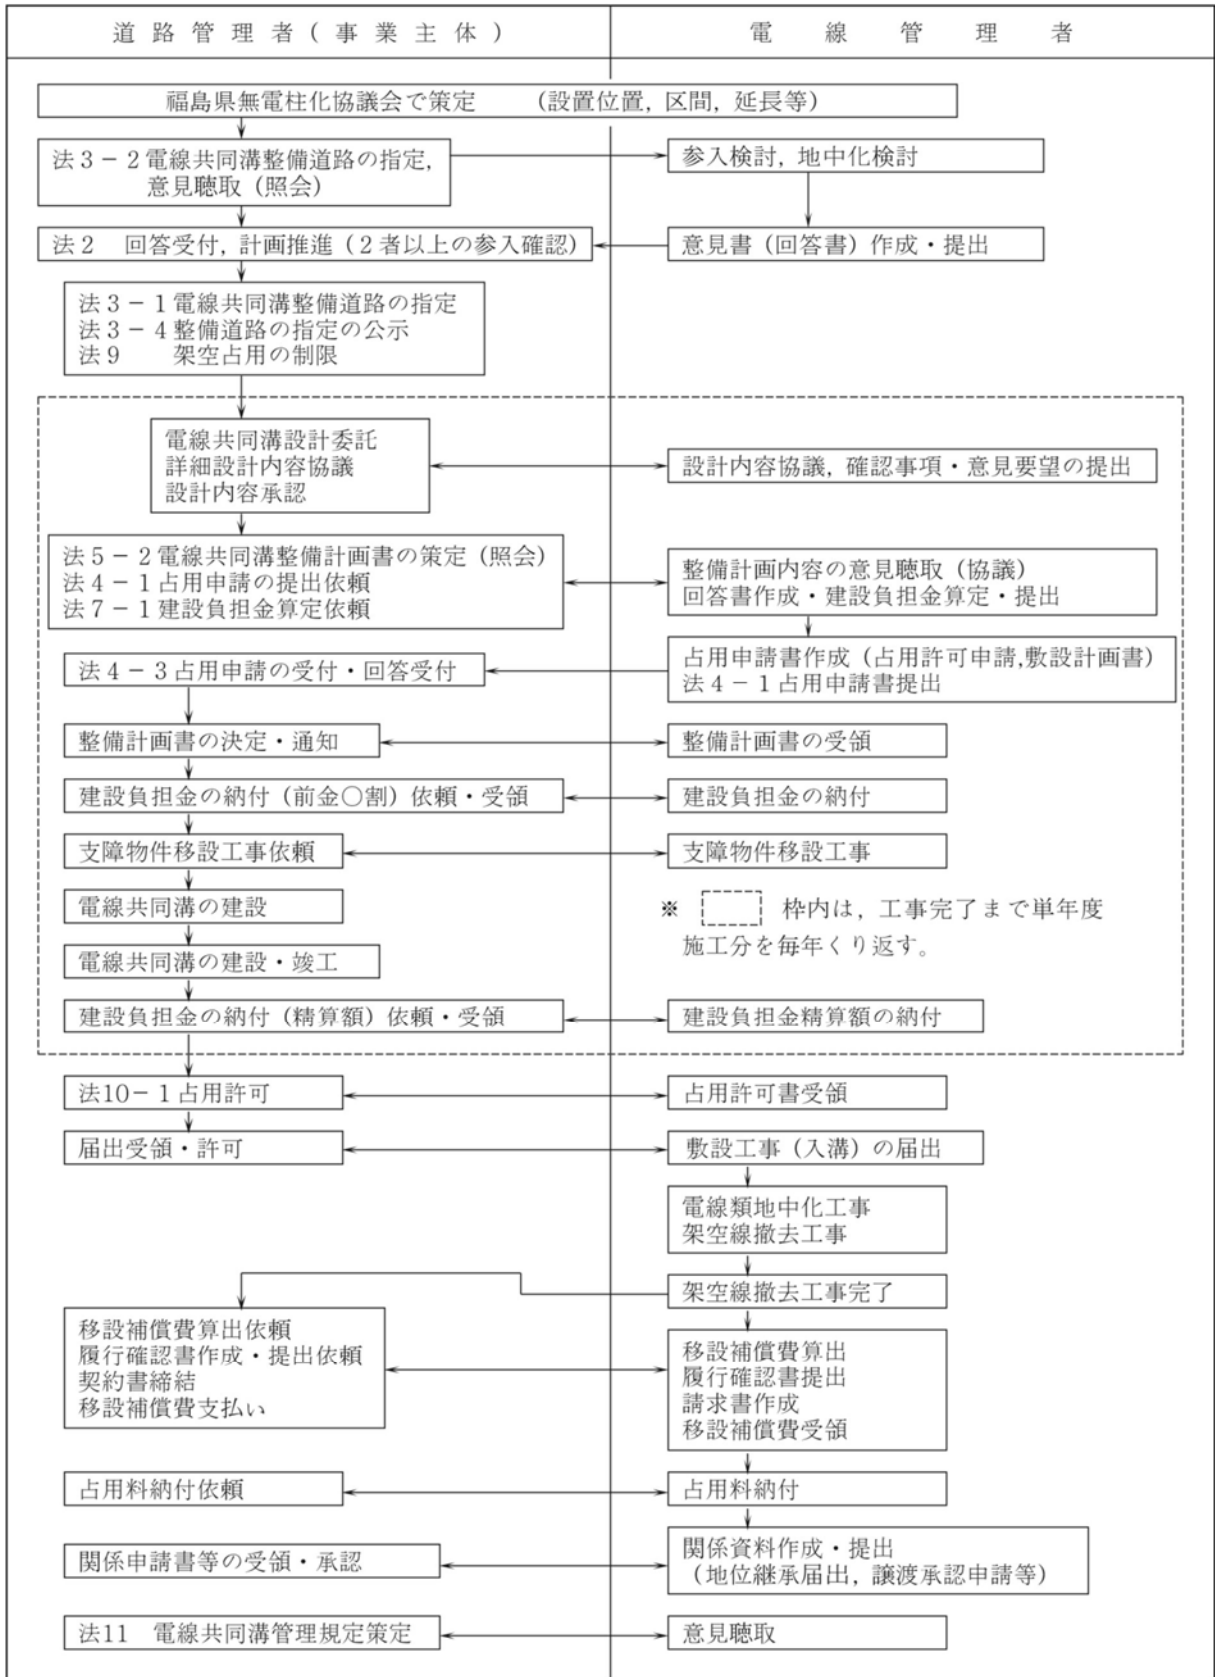 道路管理者(事業主体)
電線管理者
福島県無電柱化協議会で策定 (設置位置, 区間, 延長等)
法3-2電線共同溝整備道路の指定,
意見聴取(照会)
参入検討, 地中化検討
法2 回答受付, 計画推進(2者以上の参入確認)
意見書(回答書)作成・提出
法3-1電線共同溝整備道路の指定
法3-4整備道路の指定の公示
法9 架空占用の制限
電線共同溝設計委託
詳細設計内容協議
設計内容承認
設計内容協議, 確認事項・意見要望の提出
法5-2電線共同溝整備計画書の策定(照会)
法4-1占用申請の提出依頼
法7-1建設負担金算定依頼
整備計画内容の意見聴取(協議)
回答書作成・建設負担金算定・提出
法4-3占用申請の受付・回答受付
占用申請書作成(占用許可申請,敷設計画書)
法4-1占用申請書提出
整備計画書の決定・通知
整備計画書の受領
建設負担金の納付(前金○割)依頼・受領
建設負担金の納付
支障物件移設工事依頼
支障物件移設工事
電線共同溝の建設
※ 枠内は, 工事完了まで単年度
施工分を毎年くり返す。
電線共同溝の建設・竣工
建設負担金の納付(精算額)依頼・受領
建設負担金精算額の納付
法10-1占用許可
占用許可書受領
届出受領・許可
敷設工事(入溝)の届出
電線類地中化工事
架空線撤去工事
架空線撤去工事完了
移設補償費算出依頼
履行確認書作成・提出依頼
契約書締結
移設補償費支払い
移設補償費算出
履行確認書提出
請求書作成
移設補償費受領
占用料納付依頼
占用料納付
関係申請書等の受領・承認
関係資料作成・提出
(地位継承届出, 譲渡承認申請等)
法11 電線共同溝管理規定策定
意見聴取